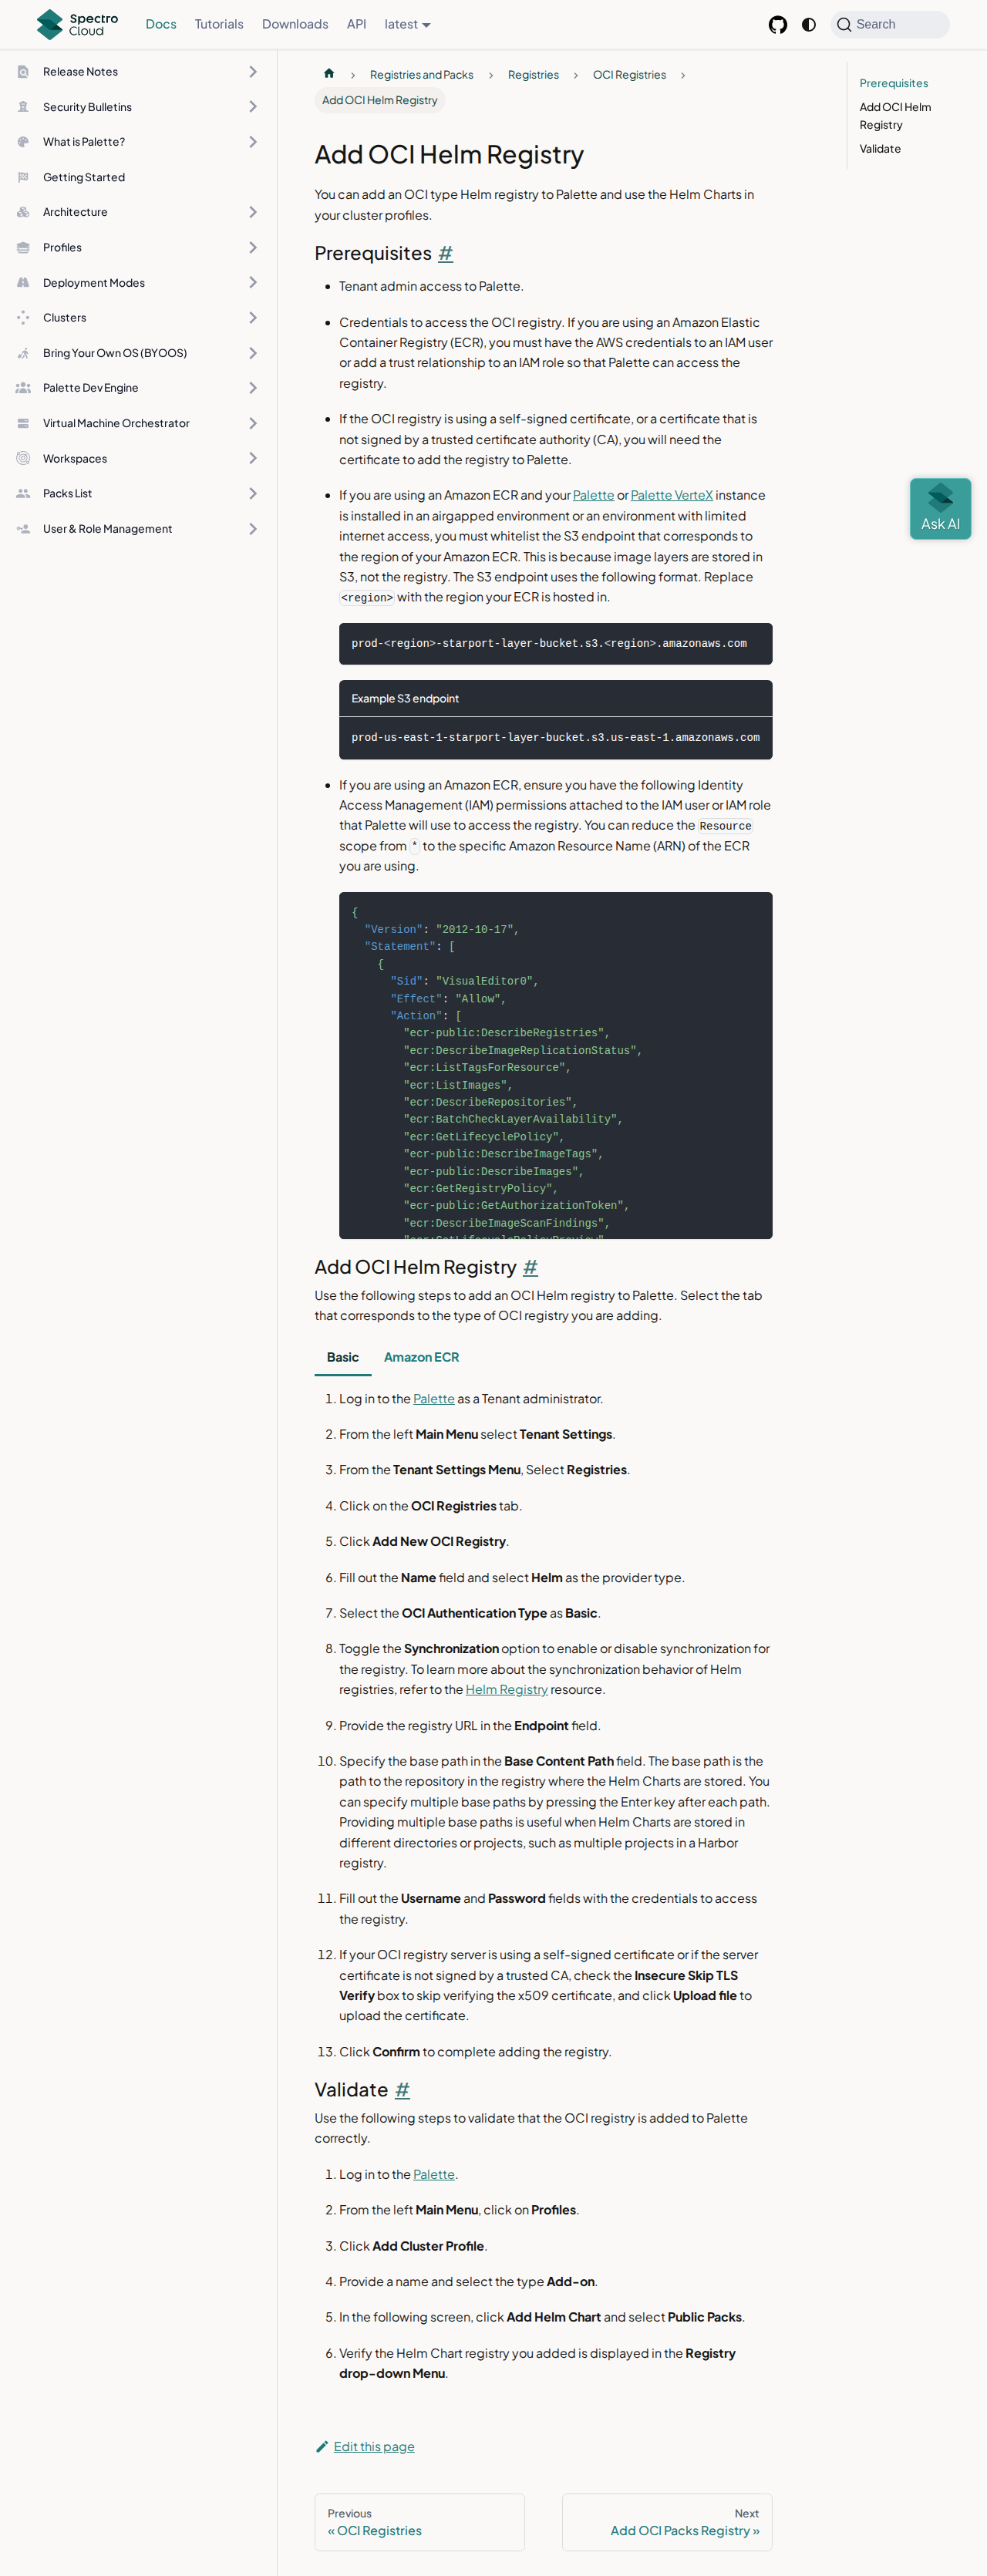 Spectro Cloud
Docs
Tutorials
Downloads
API
latest
Search
Release Notes
Security Bulletins
What is Palette?
Getting Started
Architecture
Profiles
Deployment Modes
Clusters
Bring Your Own OS (BYOOS)
Palette Dev Engine
Virtual Machine Orchestrator
Workspaces
Packs List
User & Role Management
Registries and Packs
Registries
OCI Registries
Add OCI Helm Registry
Add OCI Helm Registry
You can add an OCI type Helm registry to Palette and use the Helm Charts in
your cluster profiles.
Prerequisites #
Tenant admin access to Palette.
Credentials to access the OCI registry. If you are using an Amazon Elastic
Container Registry (ECR), you must have the AWS credentials to an IAM user
or add a trust relationship to an IAM role so that Palette can access the
registry.
If the OCI registry is using a self-signed certificate, or a certificate that is
not signed by a trusted certificate authority (CA), you will need the
certificate to add the registry to Palette.
If you are using an Amazon ECR and your Palette or Palette VerteX instance
is installed in an airgapped environment or an environment with limited
internet access, you must whitelist the S3 endpoint that corresponds to
the region of your Amazon ECR. This is because image layers are stored in
S3, not the registry. The S3 endpoint uses the following format. Replace
<region> with the region your ECR is hosted in.
prod-<region>-starport-layer-bucket.s3.<region>.amazonaws.com
Example S3 endpoint
prod-us-east-1-starport-layer-bucket.s3.us-east-1.amazonaws.com
If you are using an Amazon ECR, ensure you have the following Identity
Access Management (IAM) permissions attached to the IAM user or IAM role
that Palette will use to access the registry. You can reduce the Resource
scope from * to the specific Amazon Resource Name (ARN) of the ECR
you are using.
{
"Version": "2012-10-17",
"Statement": [
{
"Sid": "VisualEditor0",
"Effect": "Allow",
"Action": [
"ecr-public:DescribeRegistries",
"ecr:DescribeImageReplicationStatus",
"ecr:ListTagsForResource",
"ecr:ListImages",
"ecr:DescribeRepositories",
"ecr:BatchCheckLayerAvailability",
"ecr:GetLifecyclePolicy",
"ecr-public:DescribeImageTags",
"ecr-public:DescribeImages",
"ecr:GetRegistryPolicy",
"ecr-public:GetAuthorizationToken",
"ecr:DescribeImageScanFindings",
"ecr:GetLifecyclePolicyPreview",
Add OCI Helm Registry #
Use the following steps to add an OCI Helm registry to Palette. Select the tab
that corresponds to the type of OCI registry you are adding.
Basic
Amazon ECR
1. Log in to the Palette as a Tenant administrator.
2. From the left Main Menu select Tenant Settings.
3. From the Tenant Settings Menu, Select Registries.
4. Click on the OCI Registries tab.
5. Click Add New OCI Registry.
6. Fill out the Name field and select Helm as the provider type.
7. Select the OCI Authentication Type as Basic.
8. Toggle the Synchronization option to enable or disable synchronization for
the registry. To learn more about the synchronization behavior of Helm
registries, refer to the Helm Registry resource.
9. Provide the registry URL in the Endpoint field.
10. Specify the base path in the Base Content Path field. The base path is the
path to the repository in the registry where the Helm Charts are stored. You
can specify multiple base paths by pressing the Enter key after each path.
Providing multiple base paths is useful when Helm Charts are stored in
different directories or projects, such as multiple projects in a Harbor
registry.
11. Fill out the Username and Password fields with the credentials to access
the registry.
12. If your OCI registry server is using a self-signed certificate or if the server
certificate is not signed by a trusted CA, check the Insecure Skip TLS
Verify box to skip verifying the x509 certificate, and click Upload file to
upload the certificate.
13. Click Confirm to complete adding the registry.
Validate #
Use the following steps to validate that the OCI registry is added to Palette
correctly.
1. Log in to the Palette.
2. From the left Main Menu, click on Profiles.
3. Click Add Cluster Profile.
4. Provide a name and select the type Add-on.
5. In the following screen, click Add Helm Chart and select Public Packs.
6. Verify the Helm Chart registry you added is displayed in the Registry
drop-down Menu.
Edit this page
Previous
« OCI Registries
Next
Add OCI Packs Registry »
Prerequisites
Add OCI Helm
Registry
Validate
Ask AI